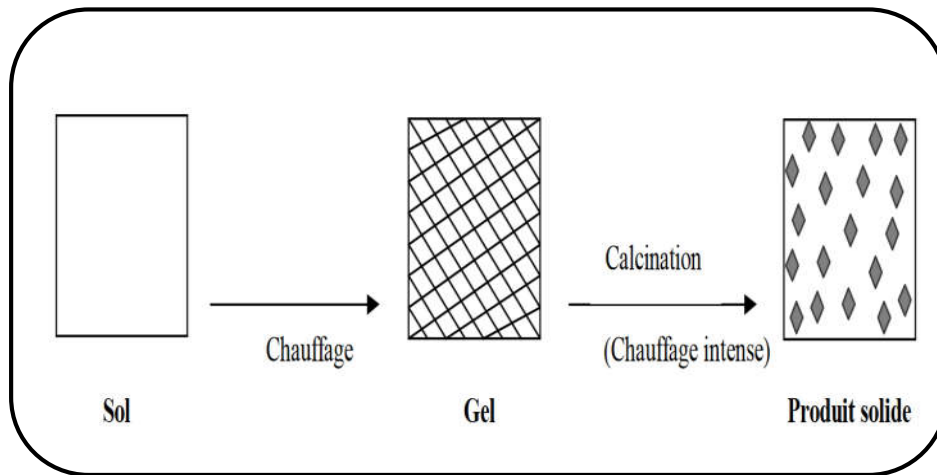 Calcination
Chauffage
(Chauffage intense)
Sol
Gel
Produit solide